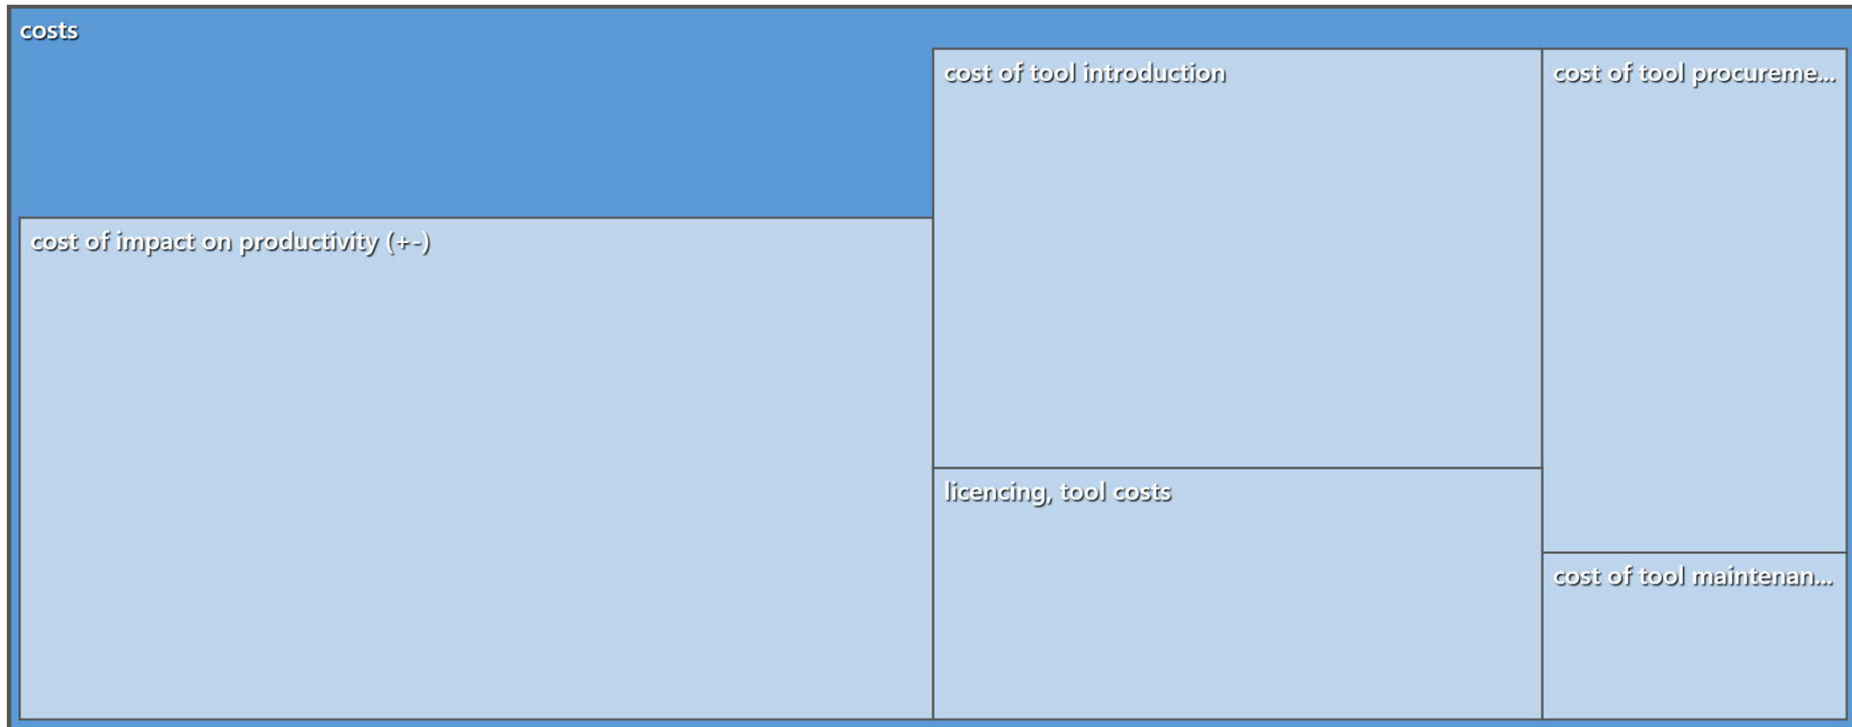 costs
cost of tool introduction
cost of tool procureme...
cost of impact on productivity (+-)
licencing, tool costs
cost of tool maintenan...